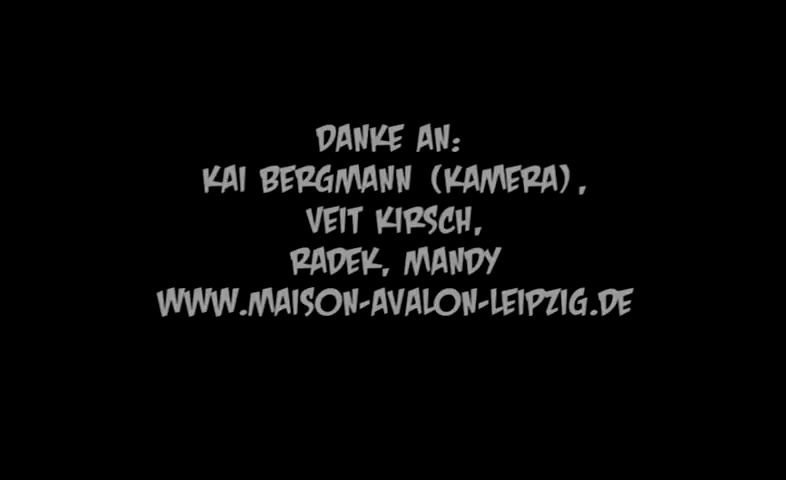 DANKE AN:
KAI BERGMANN (KAMERA),
VEIT KIRSCH,
RADEK, MANDY
WWW.MAISON-AVALON-LEIPZIG.DE